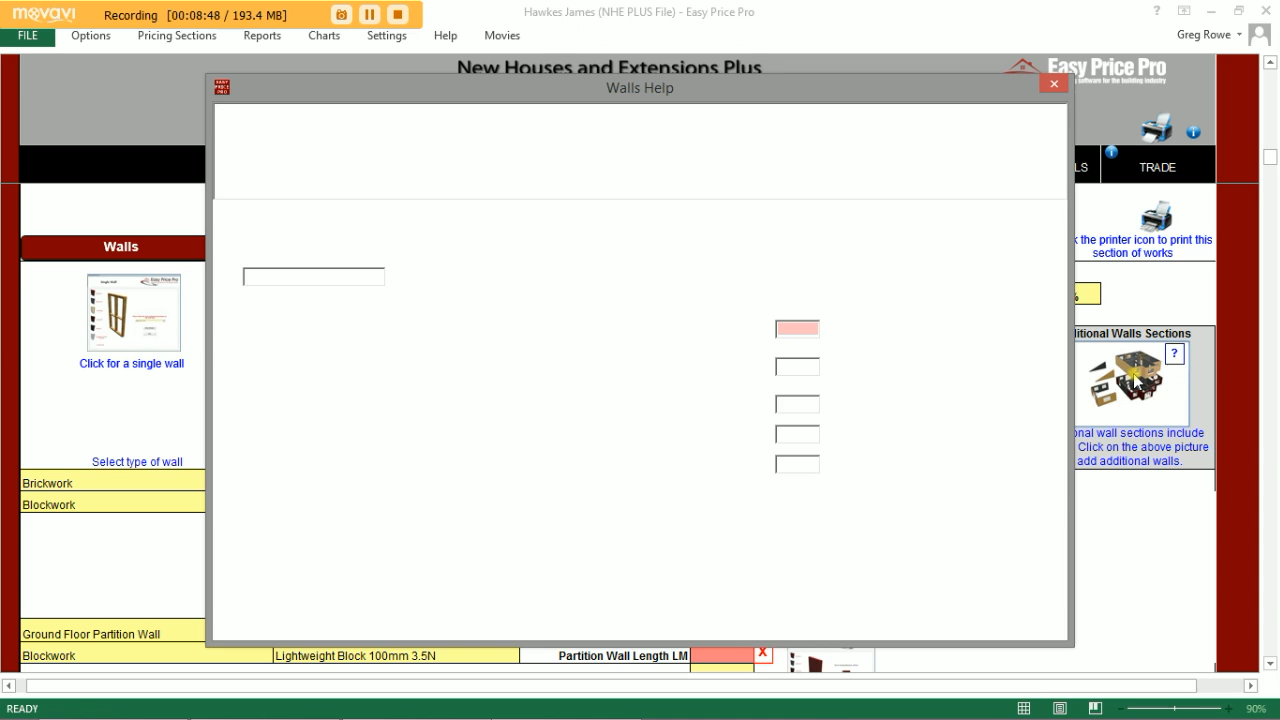 movavi
Recording [00:08:48 / 193.4 MB]
Hawkes James (NHE PLUS File) - Easy Price Pro
?
FILE Options Pricing Sections Reports Charts Settings Help Movies
Greg Rowe
New Houses and Extensions Plus
Easy Price Pro
Walls Help
EASY
PRICE
PRO
LS
TRADE
Walls
k the printer icon to print this
section of works
%
Click for a single wall
ditional Walls Sections
?
onal wall sections include
Click on the above picture
add additional walls.
Select type of wall
Brickwork
Blockwork
Ground Floor Partition Wall
Blockwork
Lightweight Block 100mm 3.5N
Partition Wall Length LM
X
READY
90%